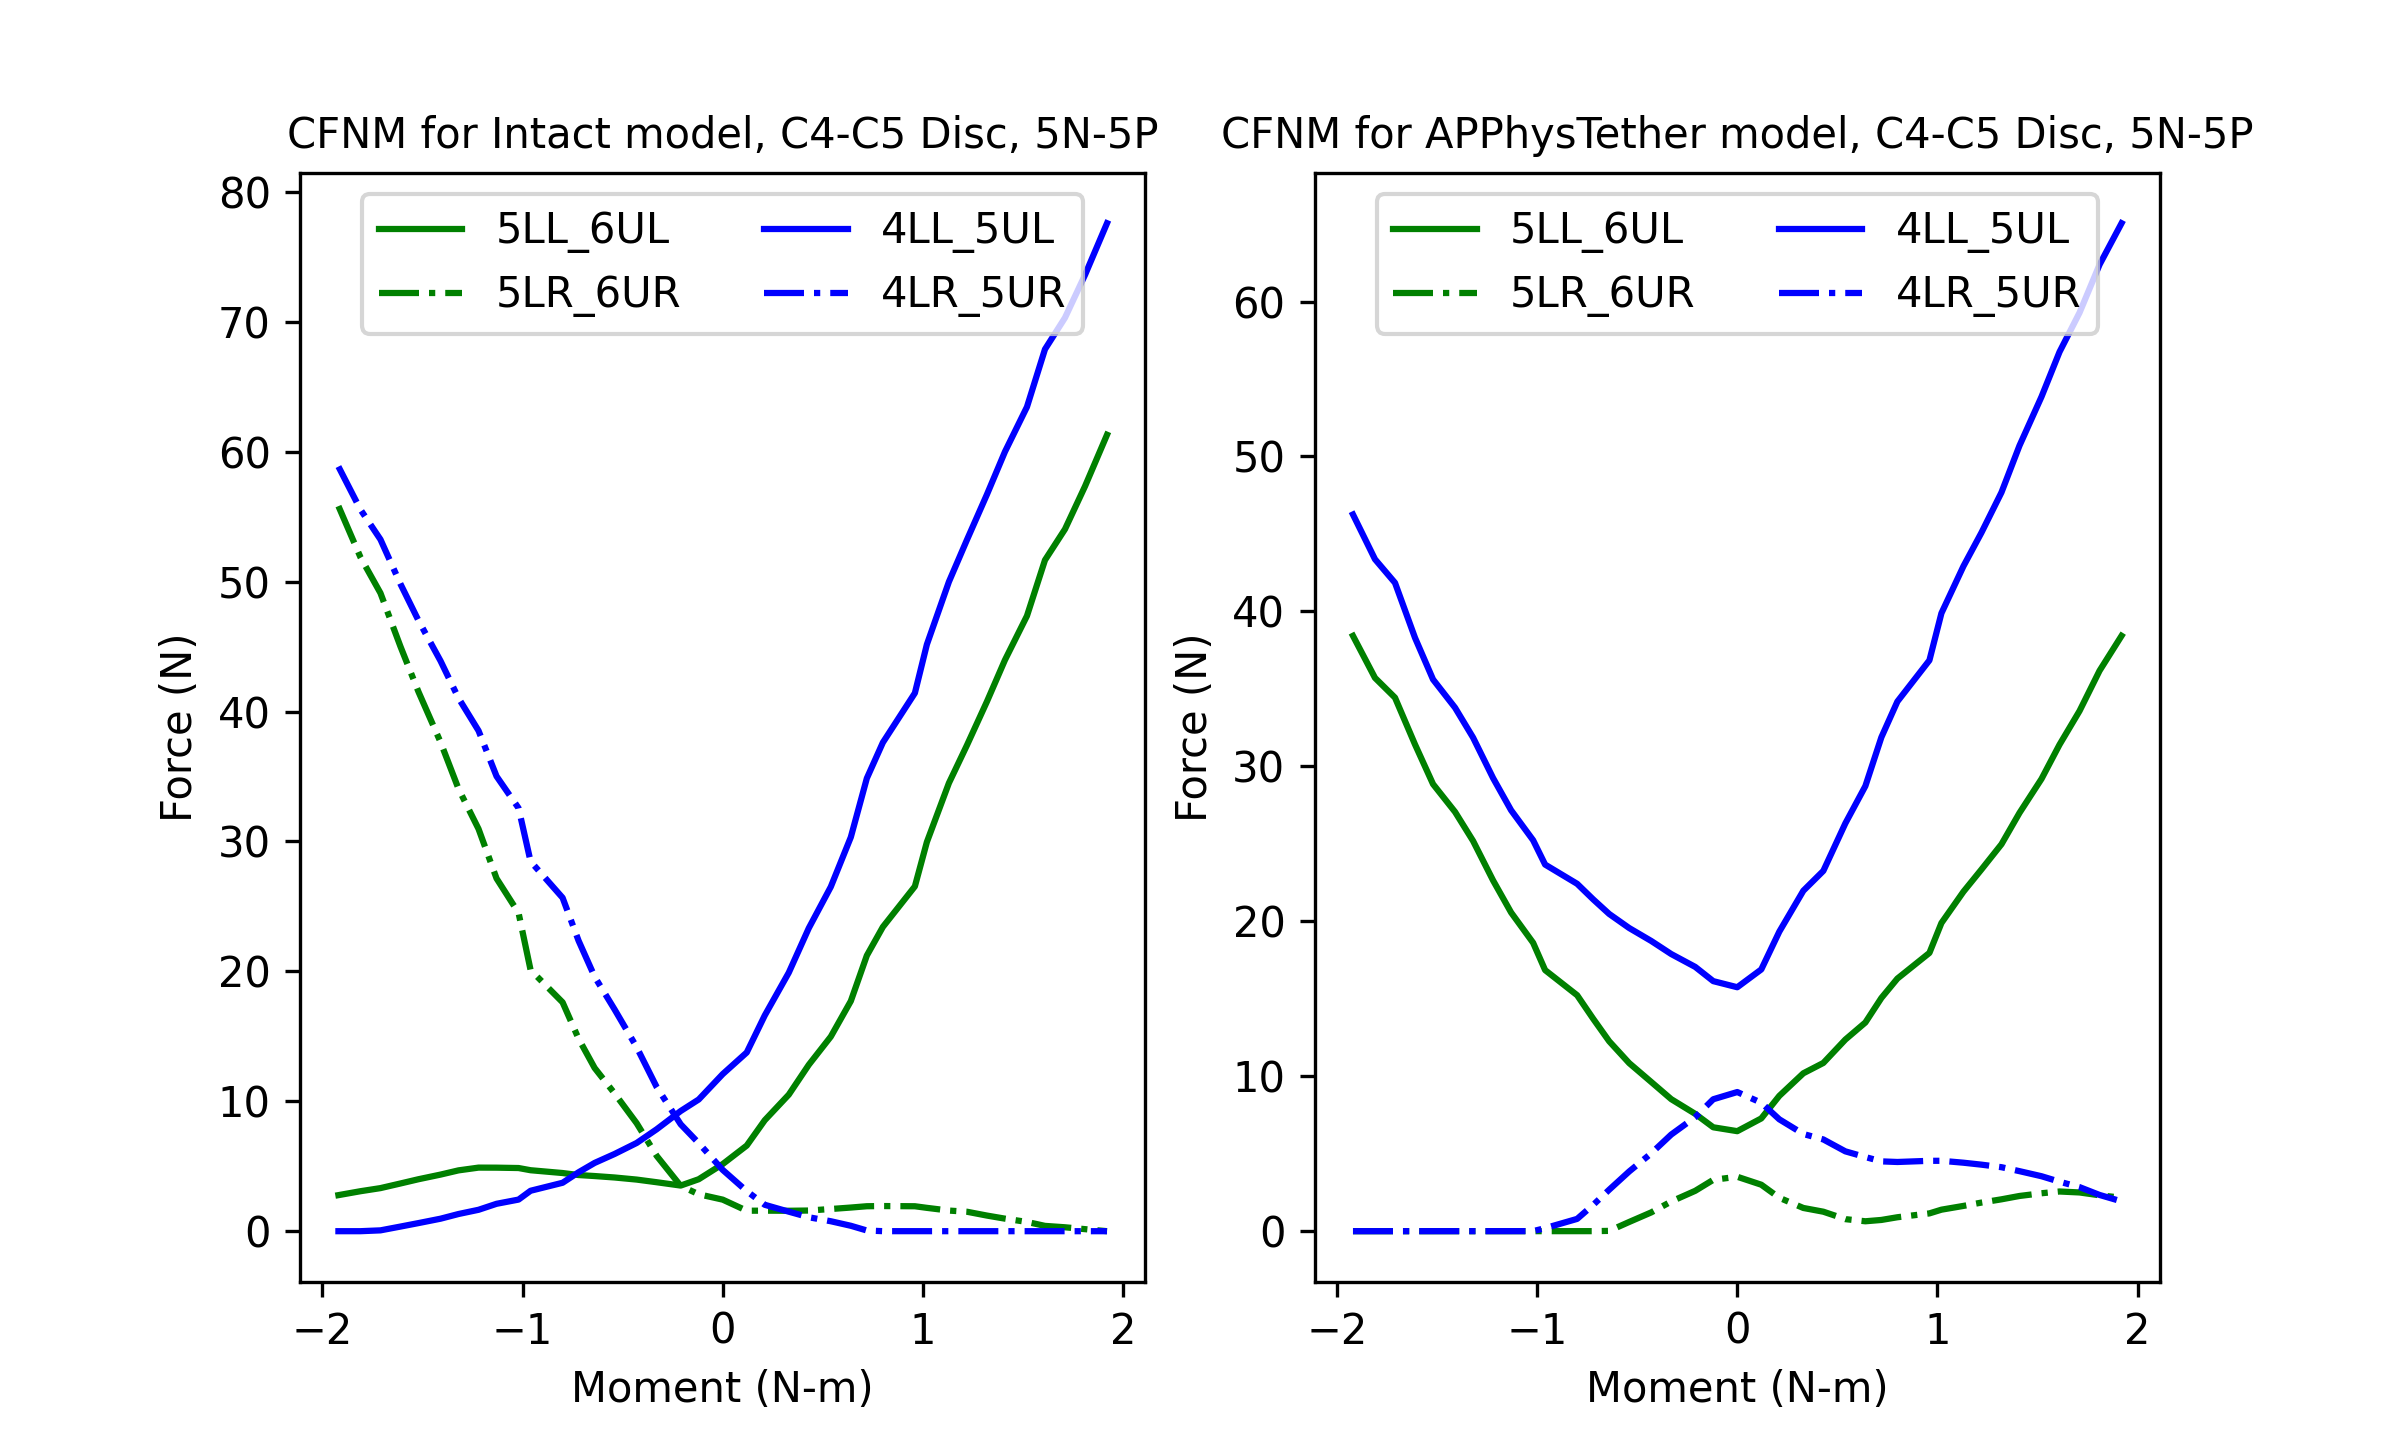 CFNM for Intact model, C4-C5 Disc, 5N-5P
80
70
60
50
40
30
20
10
0
−2
−1
0
1
2
Force (N)
Moment (N-m)
5LL_6UL
5LR_6UR
4LL_5UL
4LR_5UR
CFNM for APPhysTether model, C4-C5 Disc, 5N-5P
60
50
40
30
20
10
0
−2
−1
0
1
2
Force (N)
Moment (N-m)
5LL_6UL
5LR_6UR
4LL_5UL
4LR_5UR